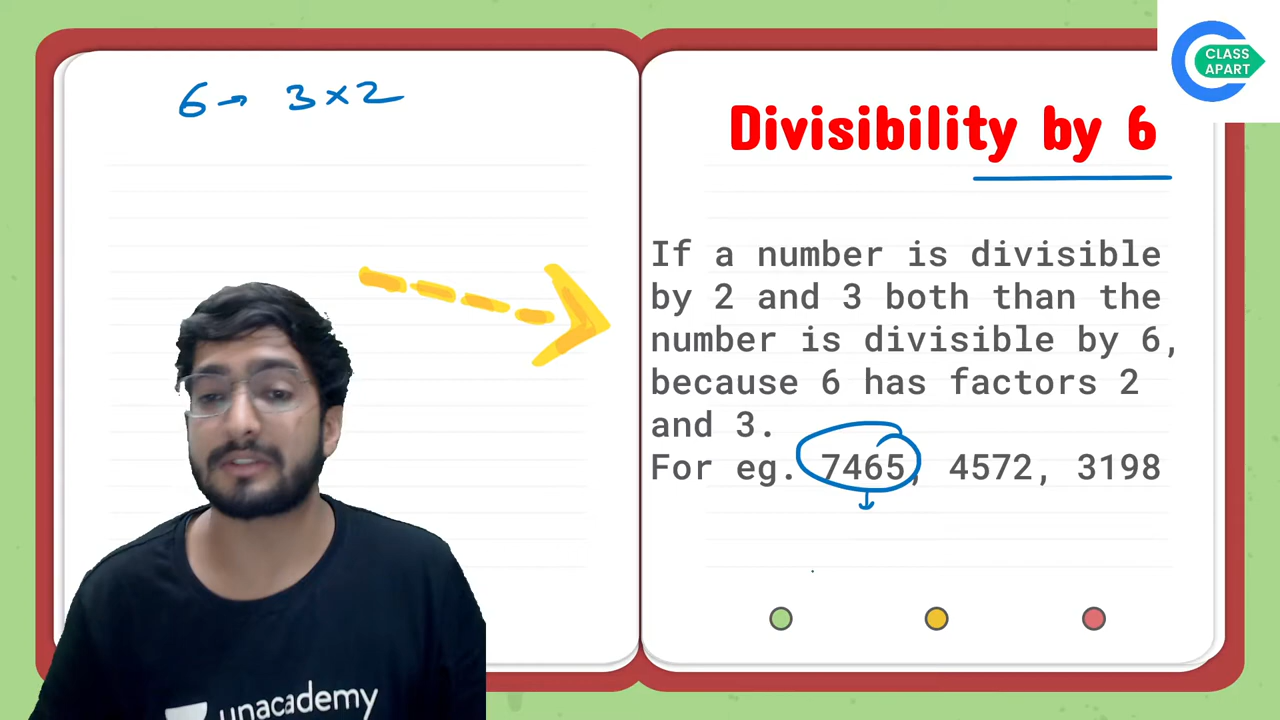 6 → 3×2
CLASS
APART
Divisibility by 6
If a number is divisible
by 2 and 3 both than the
number is divisible by 6,
because 6 has factors 2
and 3.
For eg. 7465, 4572, 3198
unacademy